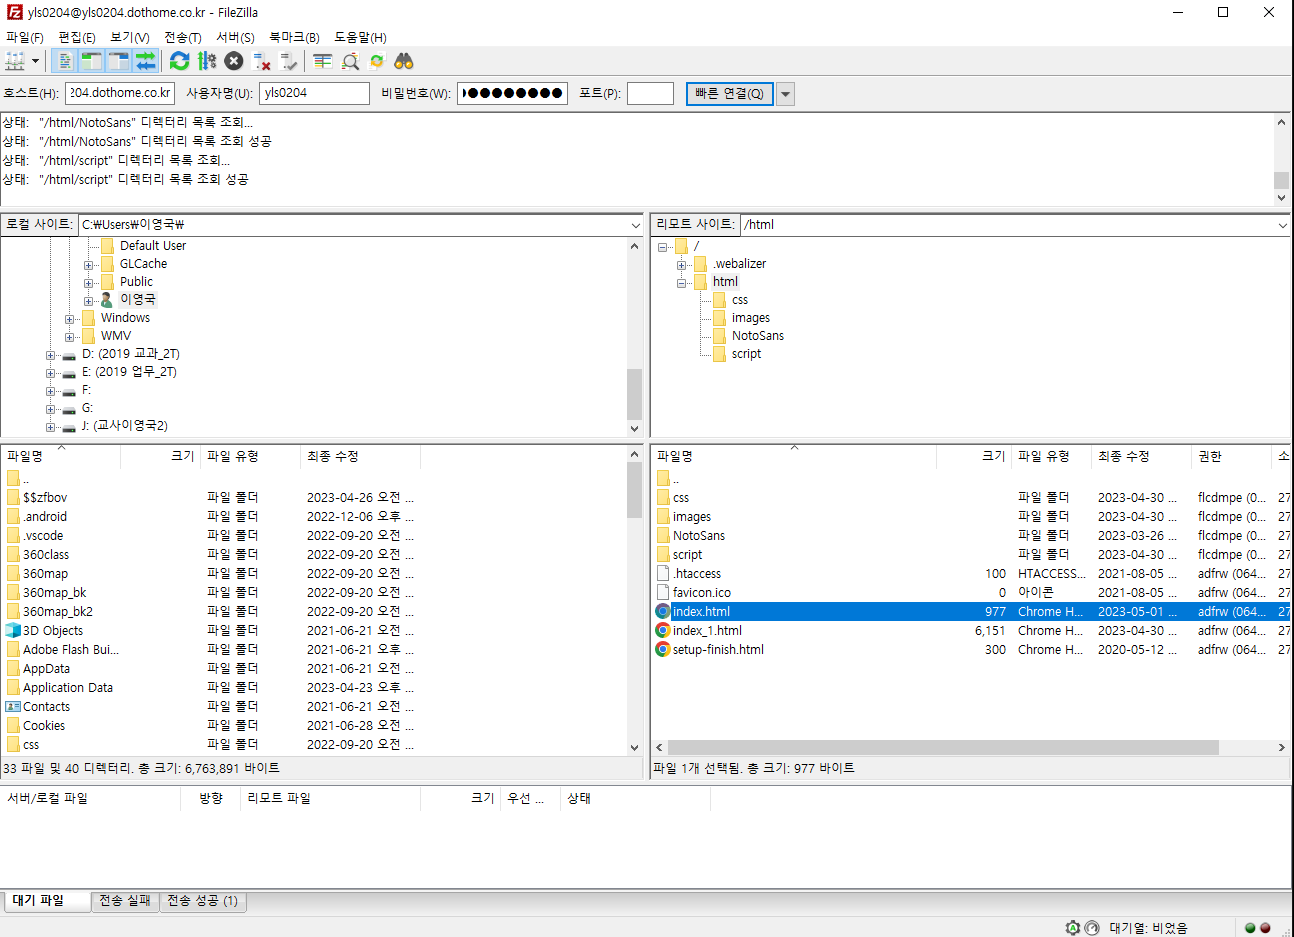 yls0204@yls0204.dothome.co.kr - FileZilla
파일(F) 편집(E) 보기(V) 전송(T) 서버(S) 북마크(B) 도움말(H)
호스트(H): 204.dothome.co.kr 사용자명(U): yls0204 비밀번호(W): ●●●●●●●● 포트(P): 빠른 연결(Q)
상태: "/html/NotoSans" 디렉터리 목록 조회...
상태: "/html/NotoSans" 디렉터리 목록 조회 성공
상태: "/html/script" 디렉터리 목록 조회...
상태: "/html/script" 디렉터리 목록 조회 성공
로컬 사이트: C:₩Users₩이영국₩
Default User
GLCache
Public
이영국
Windows
WMV
D: (2019 교과_2T)
E: (2019 업무_2T)
F:
G:
J: (교사이영국2)
리모트 사이트: /html
/
.webalizer
html
css
images
NotoSans
script
파일명 크기 파일 유형 최종 수정
..
$$zfbov 파일 폴더 2023-04-26 오전 ...
.android 파일 폴더 2022-12-06 오후 ...
.vscode 파일 폴더 2022-09-20 오전 ...
360class 파일 폴더 2022-09-20 오전 ...
360map 파일 폴더 2022-09-20 오전 ...
360map_bk 파일 폴더 2022-09-20 오전 ...
360map_bk2 파일 폴더 2022-09-20 오전 ...
3D Objects 파일 폴더 2021-06-21 오전 ...
Adobe Flash Bui... 파일 폴더 2021-06-21 오후 ...
AppData 파일 폴더 2021-06-21 오전 ...
Application Data 파일 폴더 2023-04-23 오후 ...
Contacts 파일 폴더 2021-06-21 오전 ...
Cookies 파일 폴더 2021-06-28 오전 ...
css 파일 폴더 2022-09-20 오전 ...
33 파일 및 40 디렉터리. 총 크기: 6,763,891 바이트
파일명 크기 파일 유형 최종 수정 권한 소
..
css 파일 폴더 2023-04-30 ... flcdmpe (0... 27
images 파일 폴더 2023-04-30 ... flcdmpe (0... 27
NotoSans 파일 폴더 2023-03-26 ... flcdmpe (0... 27
script 파일 폴더 2023-04-30 ... flcdmpe (0... 27
.htaccess 100 HTACCESS... 2021-08-05 ... adfrw (064... 27
favicon.ico 0 아이콘 2021-08-05 ... adfrw (064... 27
index.html 977 Chrome H... 2023-05-01 ... adfrw (064... 27
index_1.html 6,151 Chrome H... 2023-04-30 ... adfrw (064... 27
setup-finish.html 300 Chrome H... 2020-05-12 ... adfrw (064... 27
파일 1개 선택됨. 총 크기: 977 바이트
서버/로컬 파일 방향 리모트 파일 크기 우선 ... 상태
대기 파일 전송 실패 전송 성공 (1)
대기열: 비었음